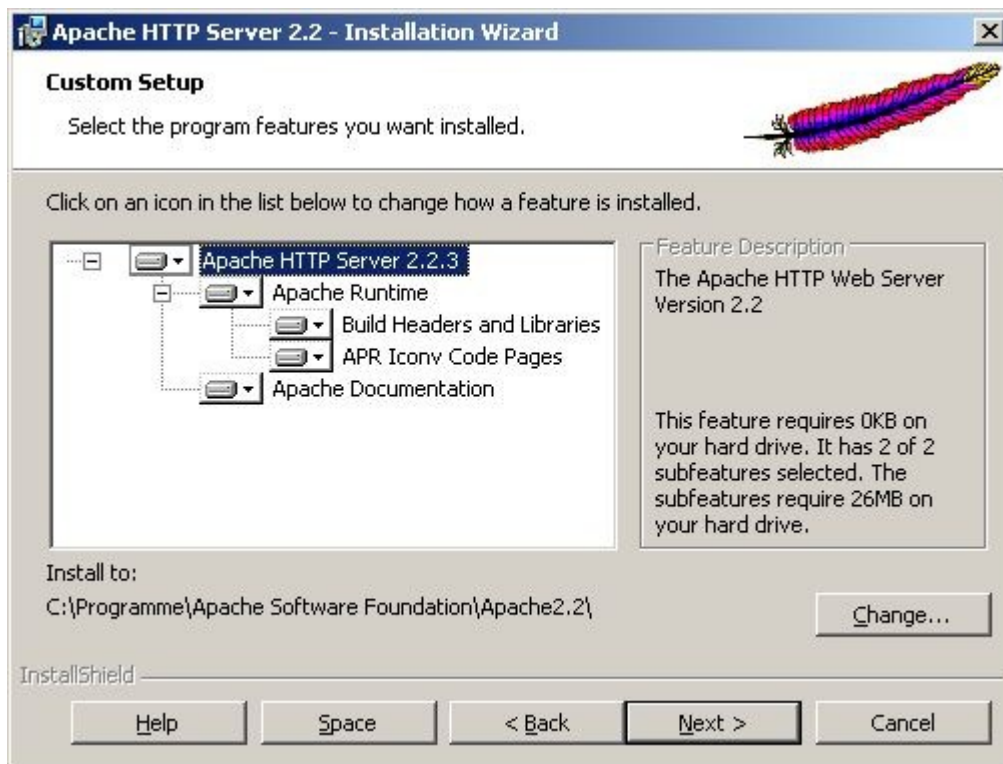 Apache HTTP Server 2.2 - Installation Wizard
Custom Setup
Select the program features you want installed.
Click on an icon in the list below to change how a feature is installed.
Apache HTTP Server 2.2.3
Apache Runtime
Build Headers and Libraries
APR Iconv Code Pages
Apache Documentation
Feature Description
The Apache HTTP Web Server
Version 2.2
This feature requires 0KB on
your hard drive. It has 2 of 2
subfeatures selected. The
subfeatures require 26MB on
your hard drive.
Install to:
C:\Programme\Apache Software Foundation\Apache2.2\
Change...
InstallShield
Help
Space
< Back
Next >
Cancel